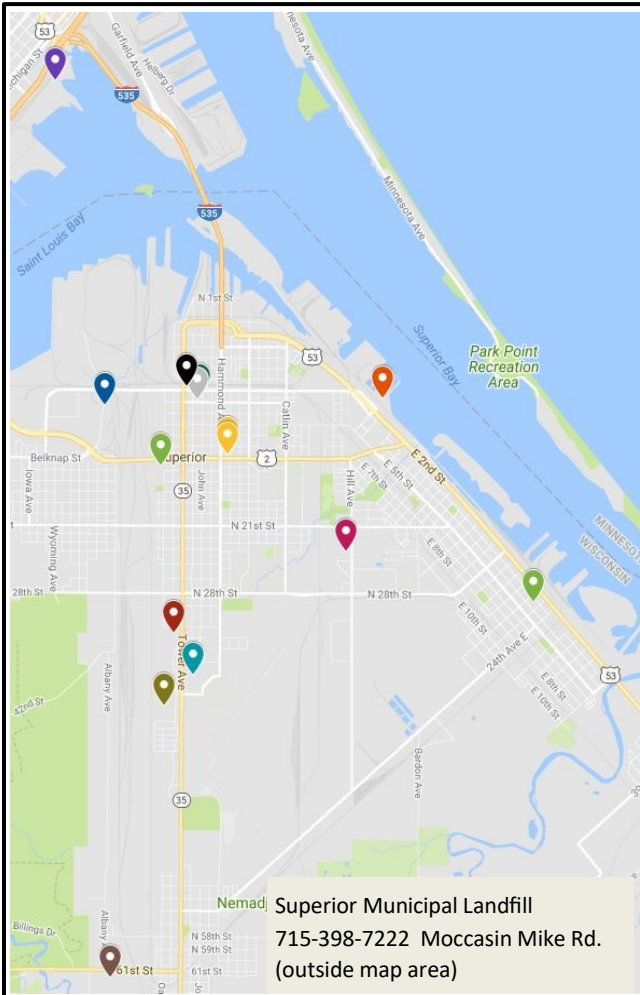 53
Michigan St
Garfield Ave
Helberg Dr
535
Minnesota Ave
Minnesota Ave
535
Saint Louis Bay
N 1st St
53
Superior Bay
Park Point
Recreation
Area
Hammond A
Catlin Ave
Belknap St
Superior
2
E 2nd St
Iowa Ave
35
John Ave
Hill Ave
E 7th St
E 5th St
Wyoming Ave
N 21st St
E 8th St
MINNESOTA
WISCONSIN
28th St
N 28th St
N 28th St
E 10th St
24th Ave E
Tower Ave
Albany Ave
E 8th St
53
42nd St
E 10th St
Bardon Ave
35
Nemadj
Billings Dr
Albany A
N 58th St
N 59th St
61st St
61st St
Superior Municipal Landfill
715-398-7222 Moccasin Mike Rd.
(outside map area)